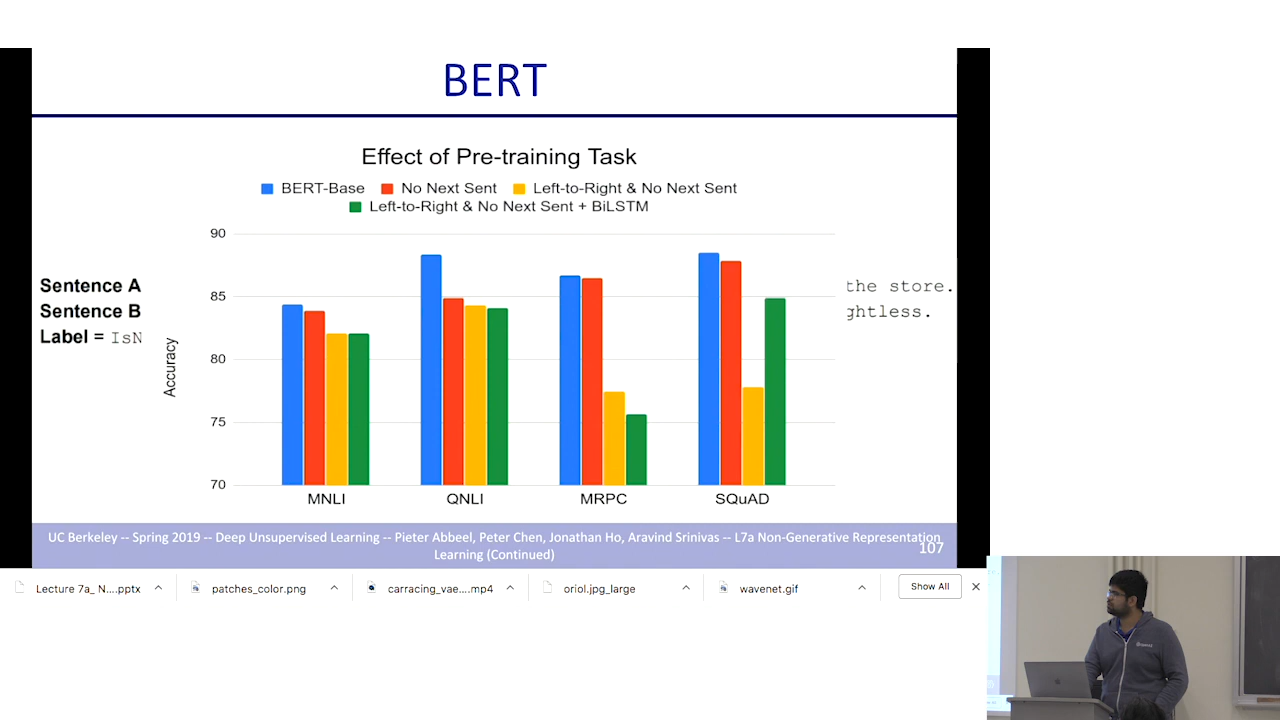 BERT
Effect of Pre-training Task
BERT-Base No Next Sent Left-to-Right & No Next Sent
Left-to-Right & No Next Sent + BiLSTM
90
85
80
75
70
Accuracy
MNLI QNLI MRPC SQuAD
Sentence A the store.
Sentence B ghtless.
Label = IsN
UC Berkeley -- Spring 2019 -- Deep Unsupervised Learning -- Pieter Abbeel, Peter Chen, Jonathan Ho, Aravind Srinivas -- L7a Non-Generative Representation
Learning (Continued)
107
Lecture 7a_ N....pptx patches_color.png carracing_vae....mp4 oriol.jpg_large wavenet.gif Show All